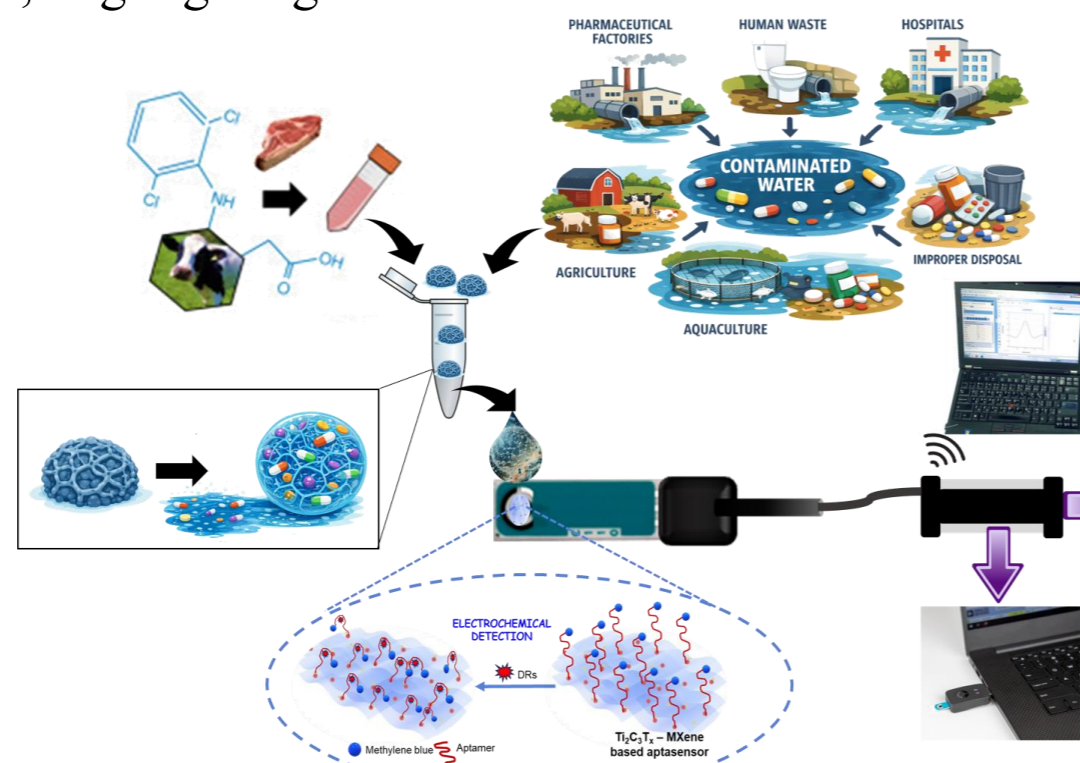 PHARMACEUTICAL
FACTORIES
HUMAN WASTE
HOSPITALS
Cl
Cl
NH
OH
O
CONTAMINATED
WATER
AGRICULTURE
IMPROPER DISPOSAL
AQUACULTURE
ELECTROCHEMICAL
DETECTION
DRs
Methylene blue
Aptamer
Ti₂C₃Tₓ – MXene
based aptasensor